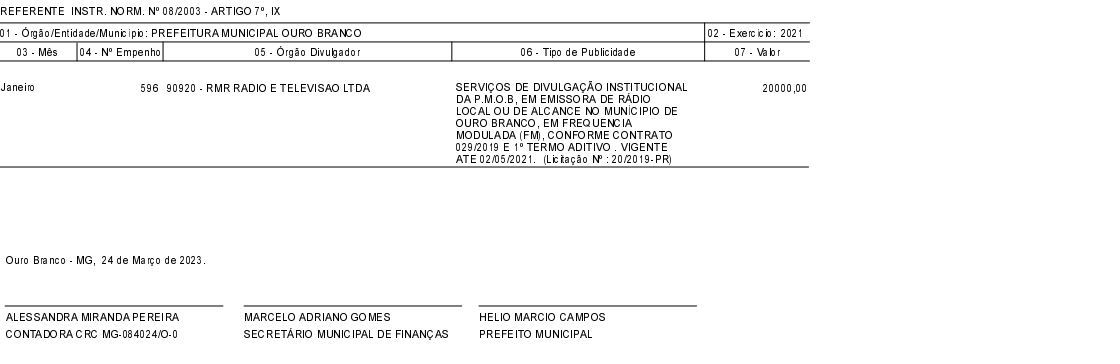 REFERENTE INSTR. NORM. Nº 08/2003 - ARTIGO 7º, IX
01 - Órgão/Entidade/Municipio: PREFEITURA MUNICIPAL OURO BRANCO 02 - Exercício: 2021
03 - Mês 04 - Nº Empenho 05 - Órgão Divulgador 06 - Tipo de Publicidade 07 - Valor
Janeiro 596 90920 - RMR RADIO E TELEVISAO LTDA SERVIÇOS DE DIVULGAÇÃO INSTITUCIONAL 20000,00
DA P.M.O.B, EM EMISSORA DE RÁDIO
LOCAL OU DE ALCANCE NO MUNICIPIO DE
OURO BRANCO, EM FREQUENCIA
MODULADA (FM), CONFORME CONTRATO
029/2019 E 1º TERMO ADITIVO . VIGENTE
ATE 02/05/2021. (Licitação Nº : 20/2019-PR)
Ouro Branco - MG, 24 de Março de 2023.
ALESSANDRA MIRANDA PEREIRA MARCELO ADRIANO GOMES HELIO MARCIO CAMPOS
CONTADORA CRC MG-084024/O-0 SECRETÁRIO MUNICIPAL DE FINANÇAS PREFEITO MUNICIPAL